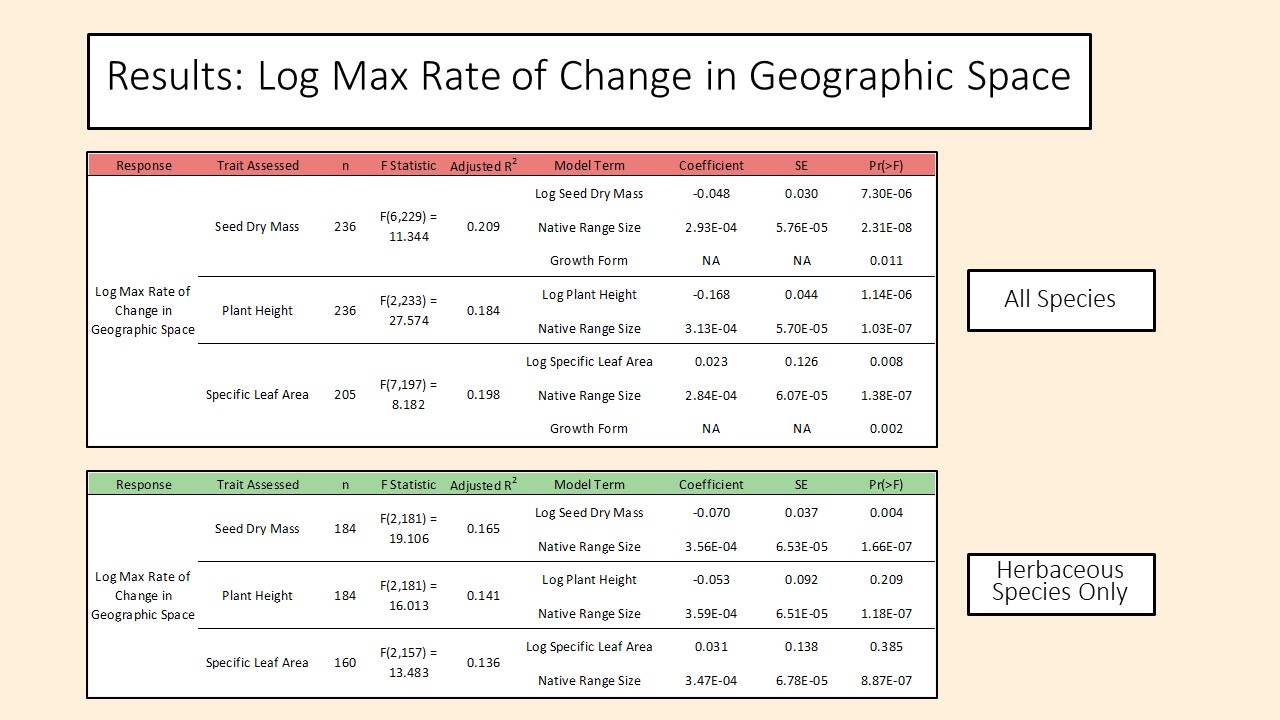 Results: Log Max Rate of Change in Geographic Space
Response Trait Assessed n F Statistic Adjusted R² Model Term Coefficient SE Pr(>F)
Log Max Rate of
Change in
Geographic Space
Seed Dry Mass 236 F(6,229) =
11.344
0.209
Log Seed Dry Mass -0.048 0.030 7.30E-06
Native Range Size 2.93E-04 5.76E-05 2.31E-08
Growth Form NA NA 0.011
Plant Height 236 F(2,233) =
27.574
0.184
Log Plant Height -0.168 0.044 1.14E-06
Native Range Size 3.13E-04 5.70E-05 1.03E-07
Specific Leaf Area 205 F(7,197) =
8.182
0.198
Log Specific Leaf Area 0.023 0.126 0.008
Native Range Size 2.84E-04 6.07E-05 1.38E-07
Growth Form NA NA 0.002
All Species
Response Trait Assessed n F Statistic Adjusted R² Model Term Coefficient SE Pr(>F)
Log Max Rate of
Change in
Geographic Space
Seed Dry Mass 184 F(2,181) =
19.106
0.165
Log Seed Dry Mass -0.070 0.037 0.004
Native Range Size 3.56E-04 6.53E-05 1.66E-07
Plant Height 184 F(2,181) =
16.013
0.141
Log Plant Height -0.053 0.092 0.209
Native Range Size 3.59E-04 6.51E-05 1.18E-07
Specific Leaf Area 160 F(2,157) =
13.483
0.136
Log Specific Leaf Area 0.031 0.138 0.385
Native Range Size 3.47E-04 6.78E-05 8.87E-07
Herbaceous
Species Only